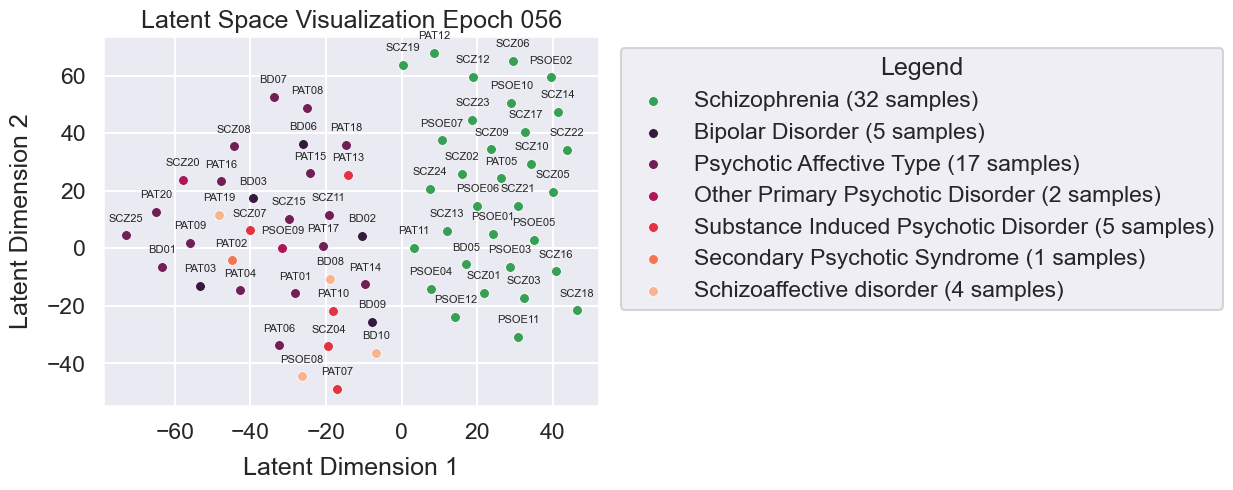 Latent Space Visualization Epoch 056
PAT12
SCZ06
SCZ19
SCZ12
PSOE02
BD07
PSOE10
PAT08
SCZ14
SCZ23
SCZ17
PSOE07
SCZ08
BD06
PAT18
SCZ09
SCZ22
SCZ10
SCZ20
PAT16
PAT15
PAT13
SCZ02
PAT05
SCZ24
SCZ05
BD03
PAT20
PAT19
PSOE06
SCZ21
SCZ25
SCZ07
SCZ15
SCZ11
SCZ13
PAT09
BD02
PSOE01
PSOE05
PSOE09
PAT17
PAT11
BD01
PAT02
BD05
PSOE03
SCZ16
PAT03
PAT04
PAT01
BD08
PAT14
PSOE04
SCZ01
SCZ03
PAT10
BD09
PSOE12
SCZ18
PAT06
SCZ04
BD10
PSOE11
PSOE08
PAT07
60
40
20
0
−20
−40
−60
−40
−20
0
20
40
Latent Dimension 1
Latent Dimension 2
Legend
Schizophrenia (32 samples)
Bipolar Disorder (5 samples)
Psychotic Affective Type (17 samples)
Other Primary Psychotic Disorder (2 samples)
Substance Induced Psychotic Disorder (5 samples)
Secondary Psychotic Syndrome (1 samples)
Schizoaffective disorder (4 samples)